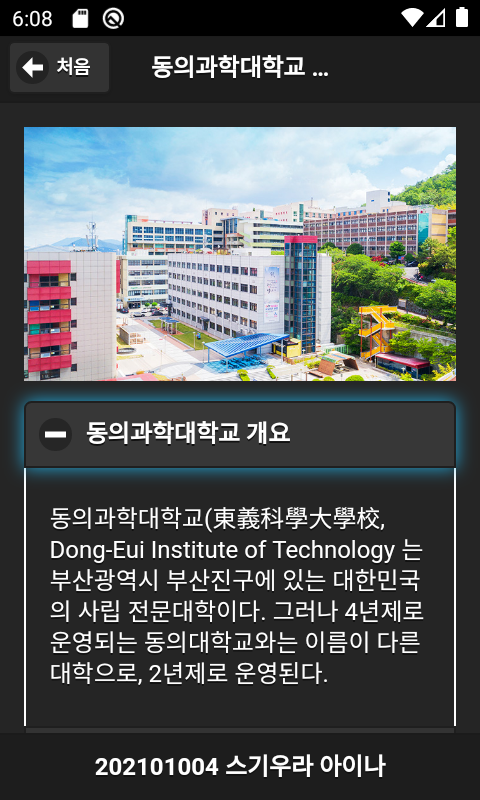 6:08
처음
동의과학대학교 ...
동의과학대학교 개요
동의과학대학교(東義科學大學校,
Dong-Eui Institute of Technology 는
부산광역시 부산진구에 있는 대한민국
의 사립 전문대학이다. 그러나 4년제로
운영되는 동의대학교와는 이름이 다른
대학으로, 2년제로 운영된다.
202101004 스기우라 아이나